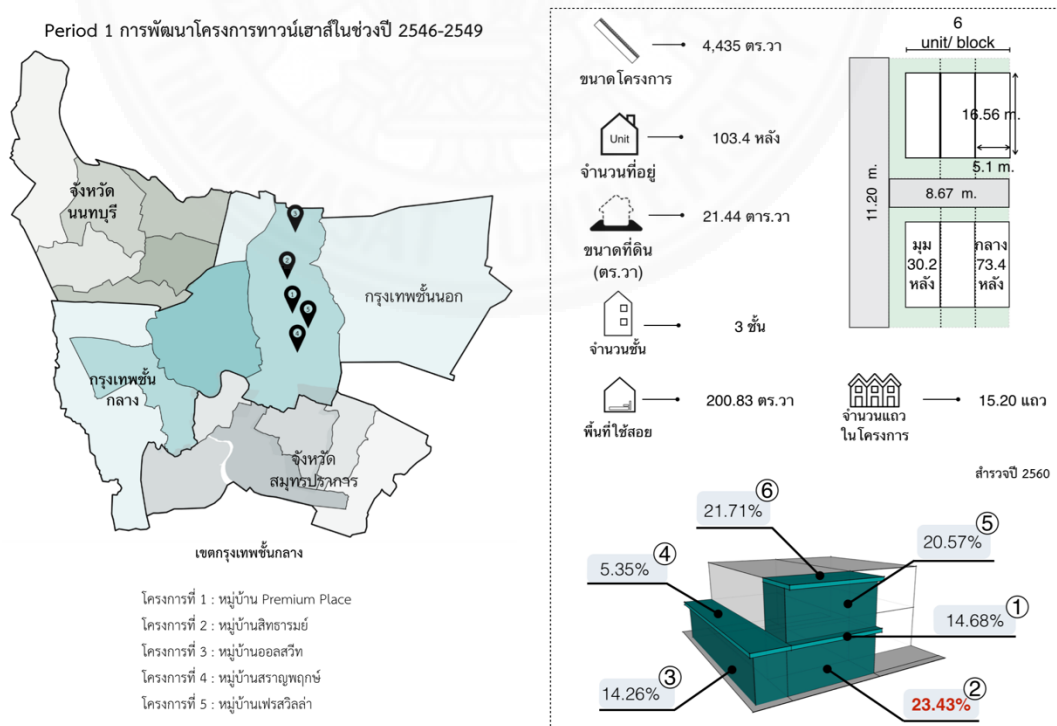 Period 1 การพัฒนาโครงการทาวน์เฮาส์ในช่วงปี 2546-2549
จังหวัด
นนทบุรี
5
2
1
3
4
กรุงเทพชั้นนอก
กรุงเทพชั้น
กลาง
จังหวัด
สมุทรปราการ
เขตกรุงเทพชั้นกลาง
โครงการที่ 1 : หมู่บ้าน Premium Place
โครงการที่ 2 : หมู่บ้านสิทธารมย์
โครงการที่ 3 : หมู่บ้านออลสวีท
โครงการที่ 4 : หมู่บ้านสราญพฤกษ์
โครงการที่ 5 : หมู่บ้านเฟรสวิลล่า
4,435 ตร.วา
ขนาดโครงการ
Unit
103.4 หลัง
จำนวนที่อยู่
21.44 ตาร.วา
ขนาดที่ดิน
(ตร.วา)
3 ชั้น
จำนวนชั้น
200.83 ตร.วา
พื้นที่ใช้สอย
6
unit/ block
16.56 m.
5.1 m.
11.20 m.
8.67 m.
มุม
30.2
หลัง
กลาง
73.4
หลัง
จำนวนแถว
ในโครงการ
15.20 แถว
สำรวจปี 2560
21.71% ⑥
20.57% ⑤
5.35% ④
14.68% ①
14.26% ③
23.43% ②